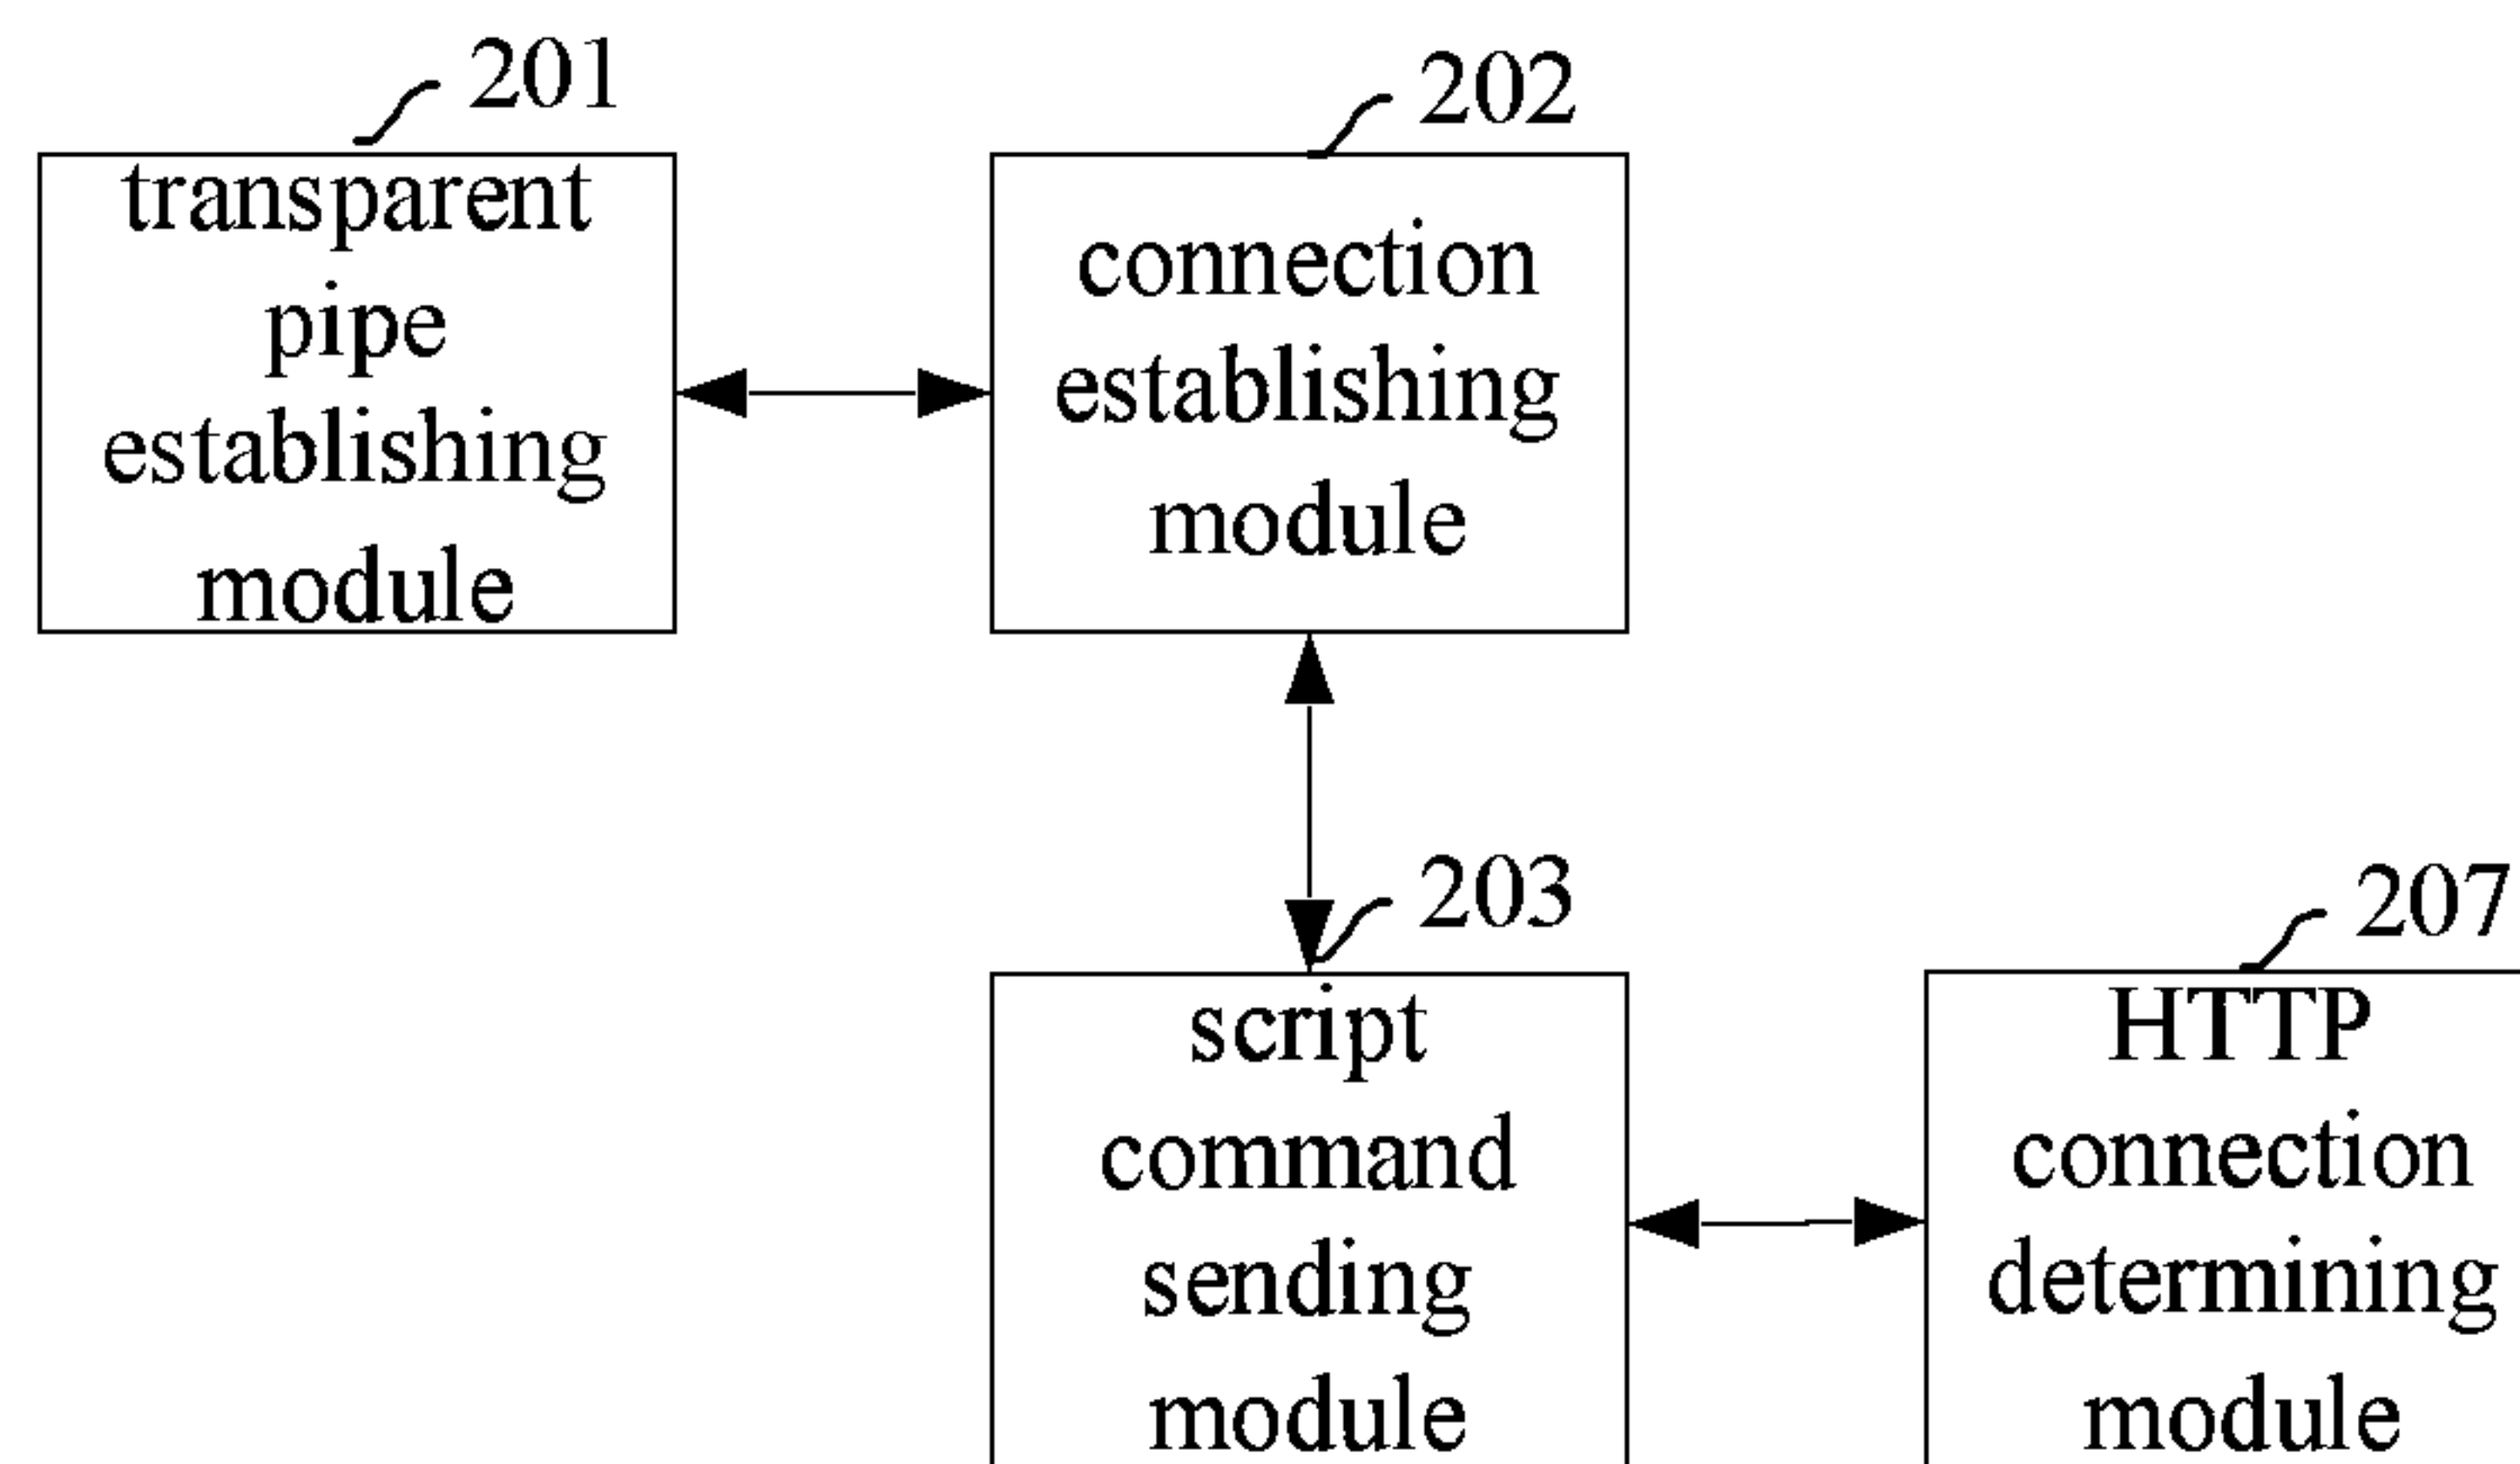 201
transparent
pipe
establishing
module
202
connection
establishing
module
203
script
command
sending
module
207
HTTP
connection
determining
module